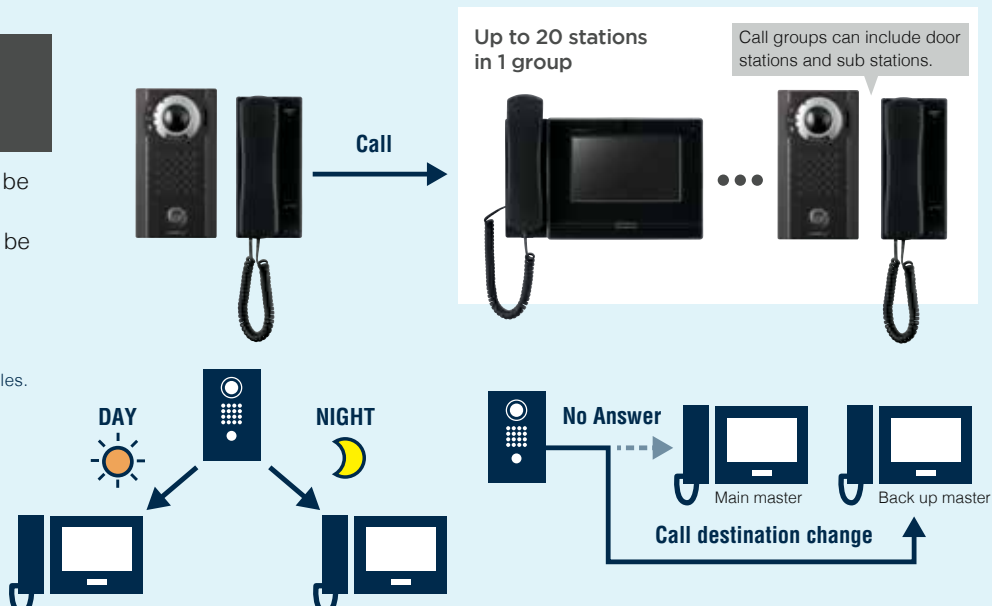 Up to 20 stations
in 1 group
Call groups can include door
stations and sub stations.
Call
be
be
les.
DAY
NIGHT
No Answer
Main master
Back up master
Call destination change